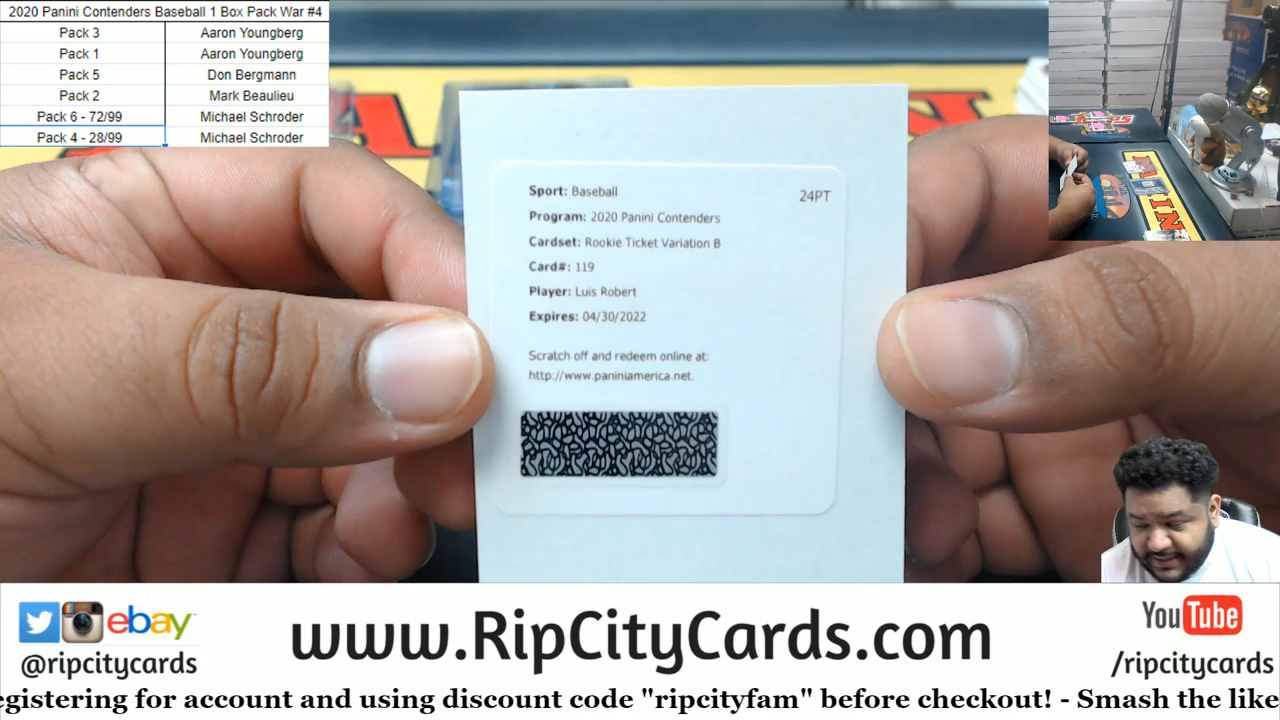 2020 Panini Contenders Baseball 1 Box Pack War #4
Pack 3 Aaron Youngberg
Pack 1 Aaron Youngberg
Pack 5 Don Bergmann
Pack 2 Mark Beaulieu
Pack 6 - 72/99 Michael Schroder
Pack 4 - 28/99 Michael Schroder
Sport: Baseball
24PT
Program: 2020 Panini Contenders
Cardset: Rookie Ticket Variation B
Card#: 119
Player: Luis Robert
Expires: 04/30/2022
Scratch off and redeem online at:
http://www.paniniamerica.net.
ebay
@ripcitycards
www.RipCityCards.com
YouTube
/ripcitycards
egistering for account and using discount code "ripcityfam" before checkout! - Smash the like